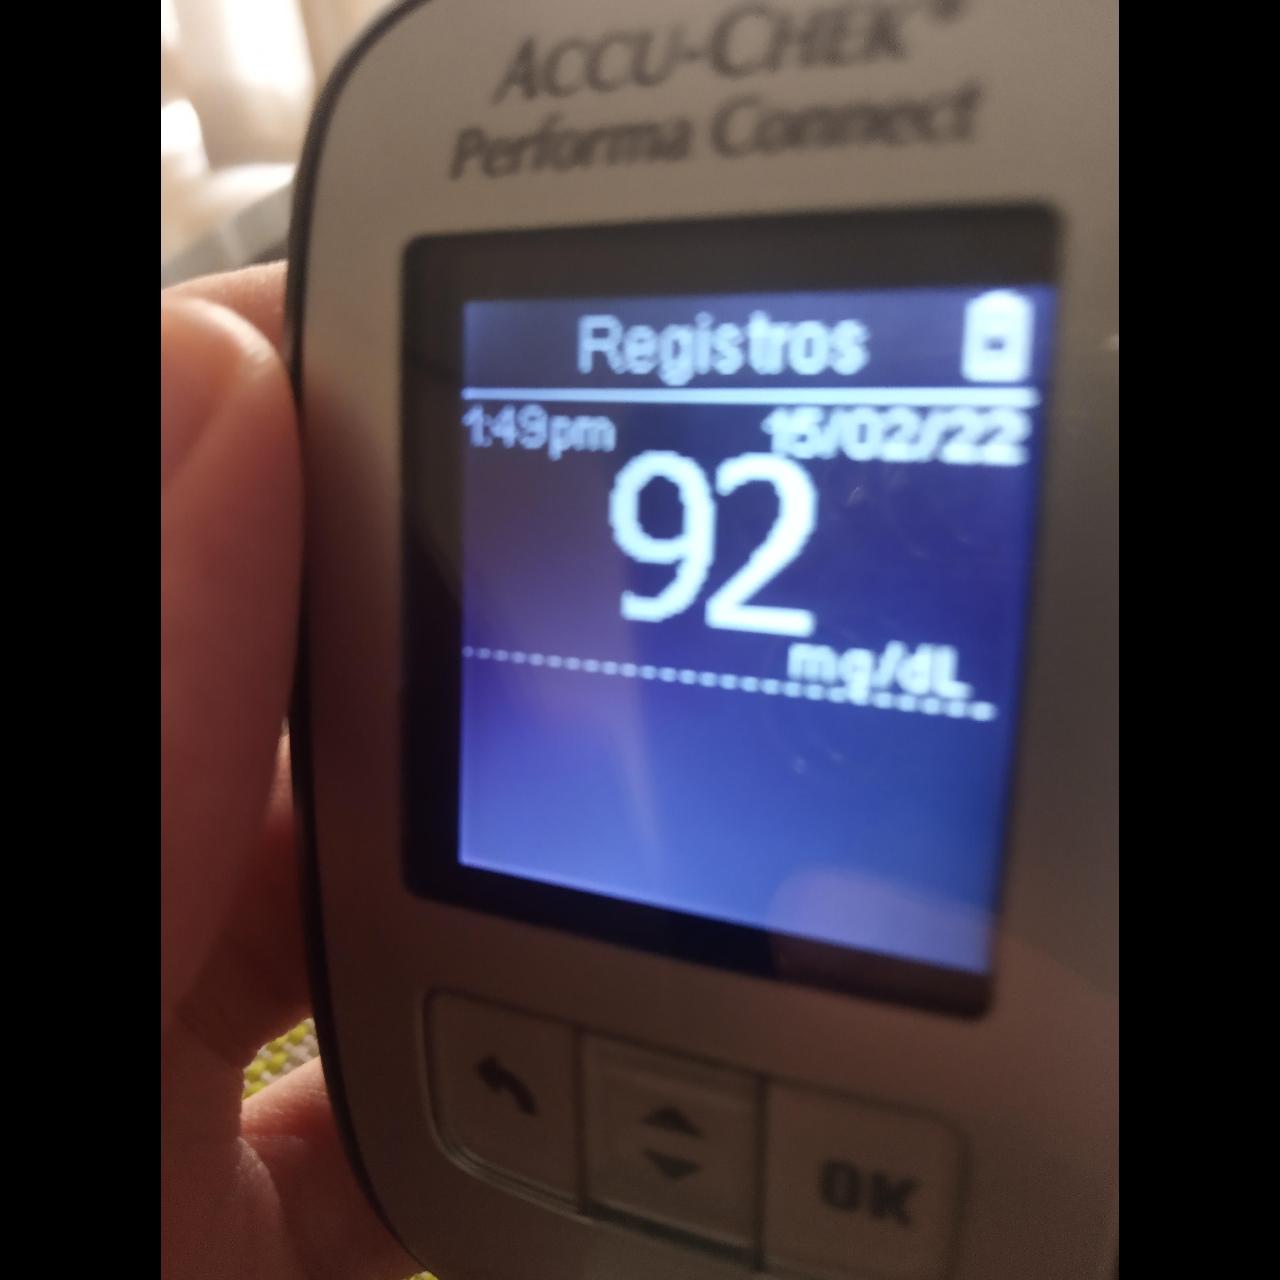 ACCU-CHEK®
Performa Connect
Registros
1:49pm 15/02/22
92
mg/dL
OK